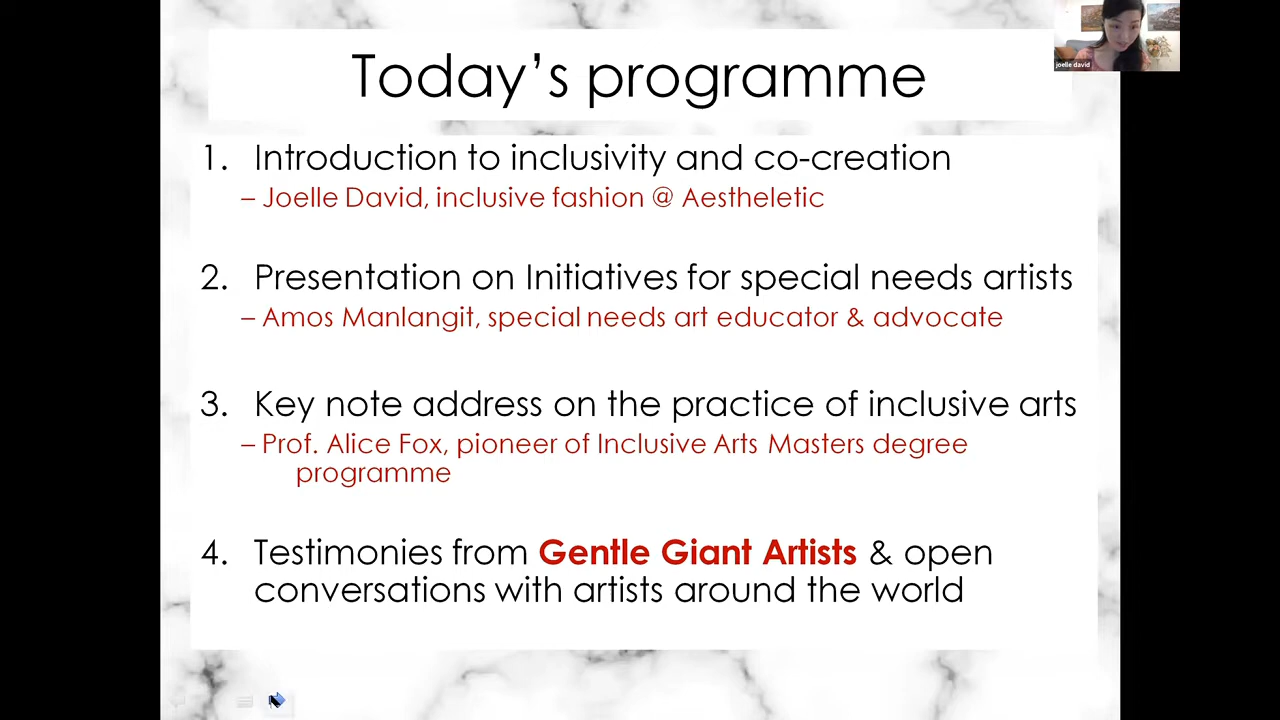 Today's programme
joelle david
1. Introduction to inclusivity and co-creation
– Joelle David, inclusive fashion @ Aestheletic
2. Presentation on Initiatives for special needs artists
– Amos Manlangit, special needs art educator & advocate
3. Key note address on the practice of inclusive arts
– Prof. Alice Fox, pioneer of Inclusive Arts Masters degree
programme
4. Testimonies from Gentle Giant Artists & open
conversations with artists around the world